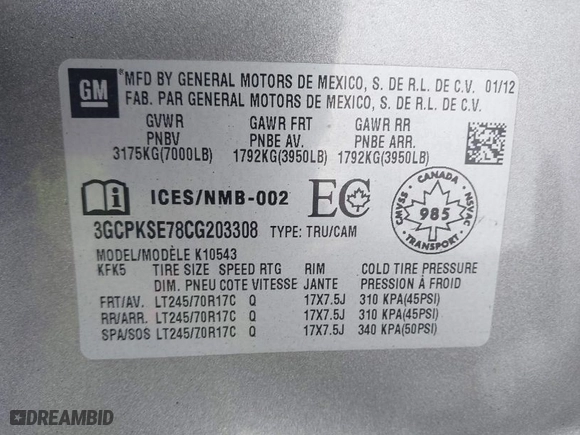 GM
MFD BY GENERAL MOTORS DE MEXICO, S. DE R.L. DE C.V. 01/12
FAB. PAR GENERAL MOTORS DE MEXICO, S. DE R.L. DE C.V.
GVWR GAWR FRT GAWR RR
PNBV PNBE AV. PNBE ARR.
3175KG(7000LB) 1792KG(3950LB) 1792KG(3950LB)
ICES/NMB-002 EC
CANADA CMVSS NSVAC 985
3GCPKSE78CG203308 TYPE: TRU/CAM
MODEL/MODÈLE K10543
KFK5 TIRE SIZE SPEED RTG RIM COLD TIRE PRESSURE
DIM. PNEU COTE VITESSE JANTE PRESSION À FROID
FRT/AV. LT245/70R17C Q 17X7.5J 310 KPA(45PSI)
RR/ARR. LT245/70R17C Q 17X7.5J 310 KPA(45PSI)
SPA/SOS LT245/70R17C Q 17X7.5J 340 KPA(50PSI)
DREAMBID